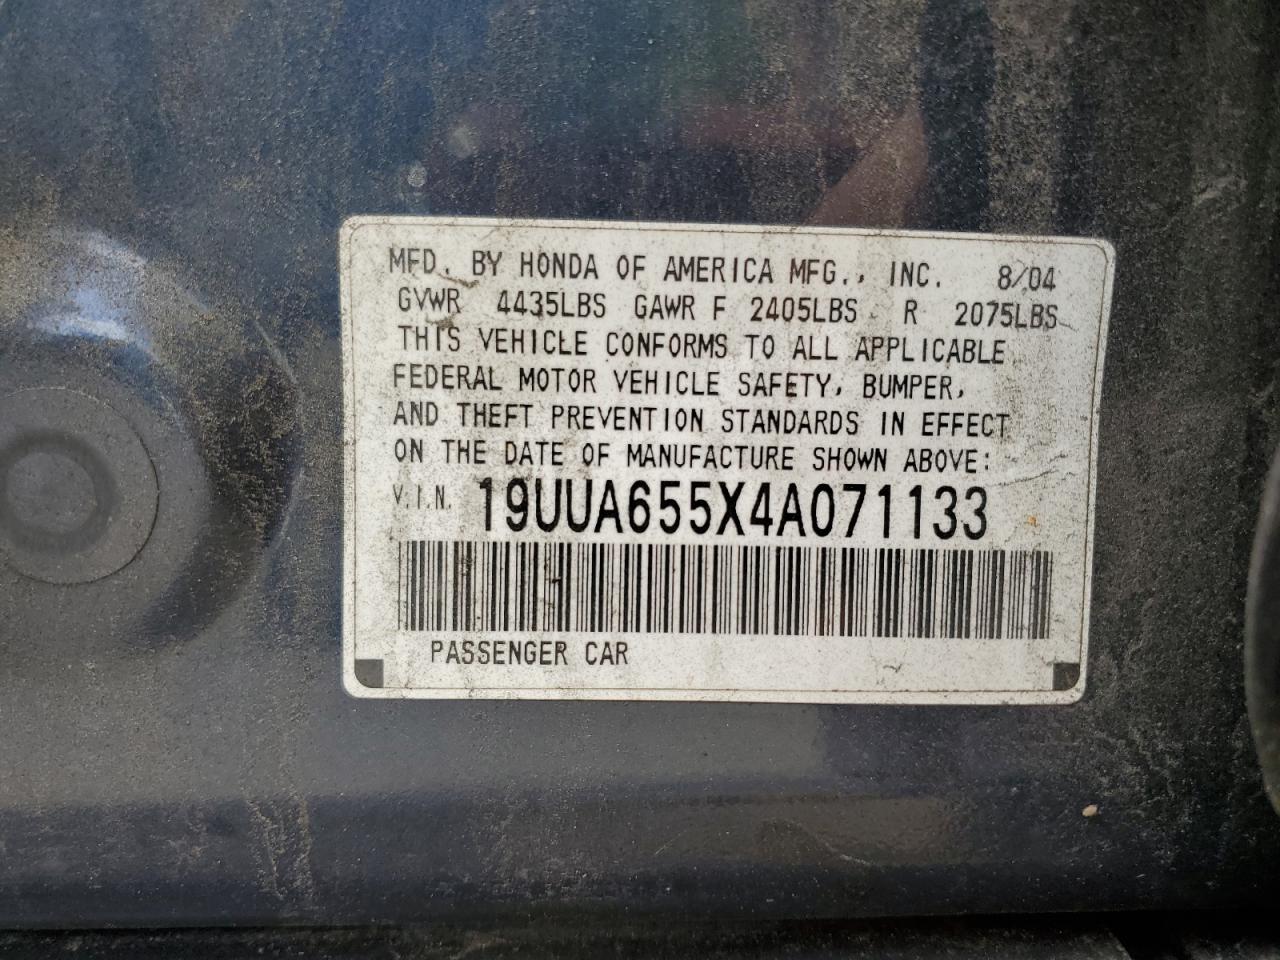 MFD. BY HONDA OF AMERICA MFG., INC. 8/04
GVWR 4435LBS GAWR F 2405LBS R 2075LBS
THIS VEHICLE CONFORMS TO ALL APPLICABLE
FEDERAL MOTOR VEHICLE SAFETY, BUMPER,
AND THEFT PREVENTION STANDARDS IN EFFECT
ON THE DATE OF MANUFACTURE SHOWN ABOVE:
V.I.N. 19UUA655X4A071133
PASSENGER CAR